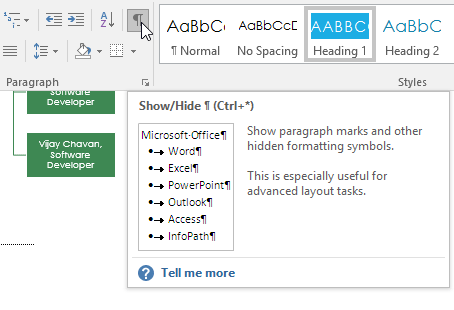 A Z
¶
AaBbC AaBbCcD AABBC AaBbC
¶ Normal No Spacing Heading 1 Heading 2
Paragraph Styles
Software
Developer
Vijay Chavan,
Software
Developer
Show/Hide ¶ (Ctrl+*)
Microsoft·Office¶
Word¶
Excel¶
PowerPoint¶
Outlook¶
Access¶
InfoPath¶
Show paragraph marks and other
hidden formatting symbols.
This is especially useful for
advanced layout tasks.
? Tell me more